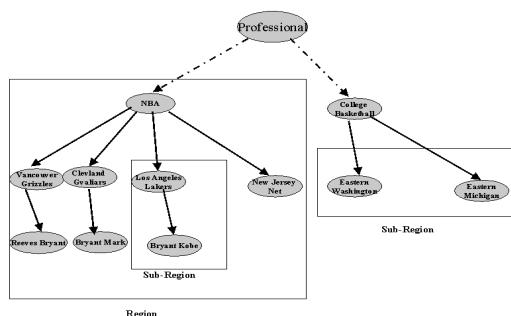 Professional
NBA
College
Basketball
Vancouver
Grizzles
Clevland
Gvaliars
Los Angeles
Lakers
New Jersey
Net
Eastern
Washington
Eastern
Michigan
Reeves Bryant
Bryant Mark
Bryant Kobe
Sub-Region
Sub-Region
Region